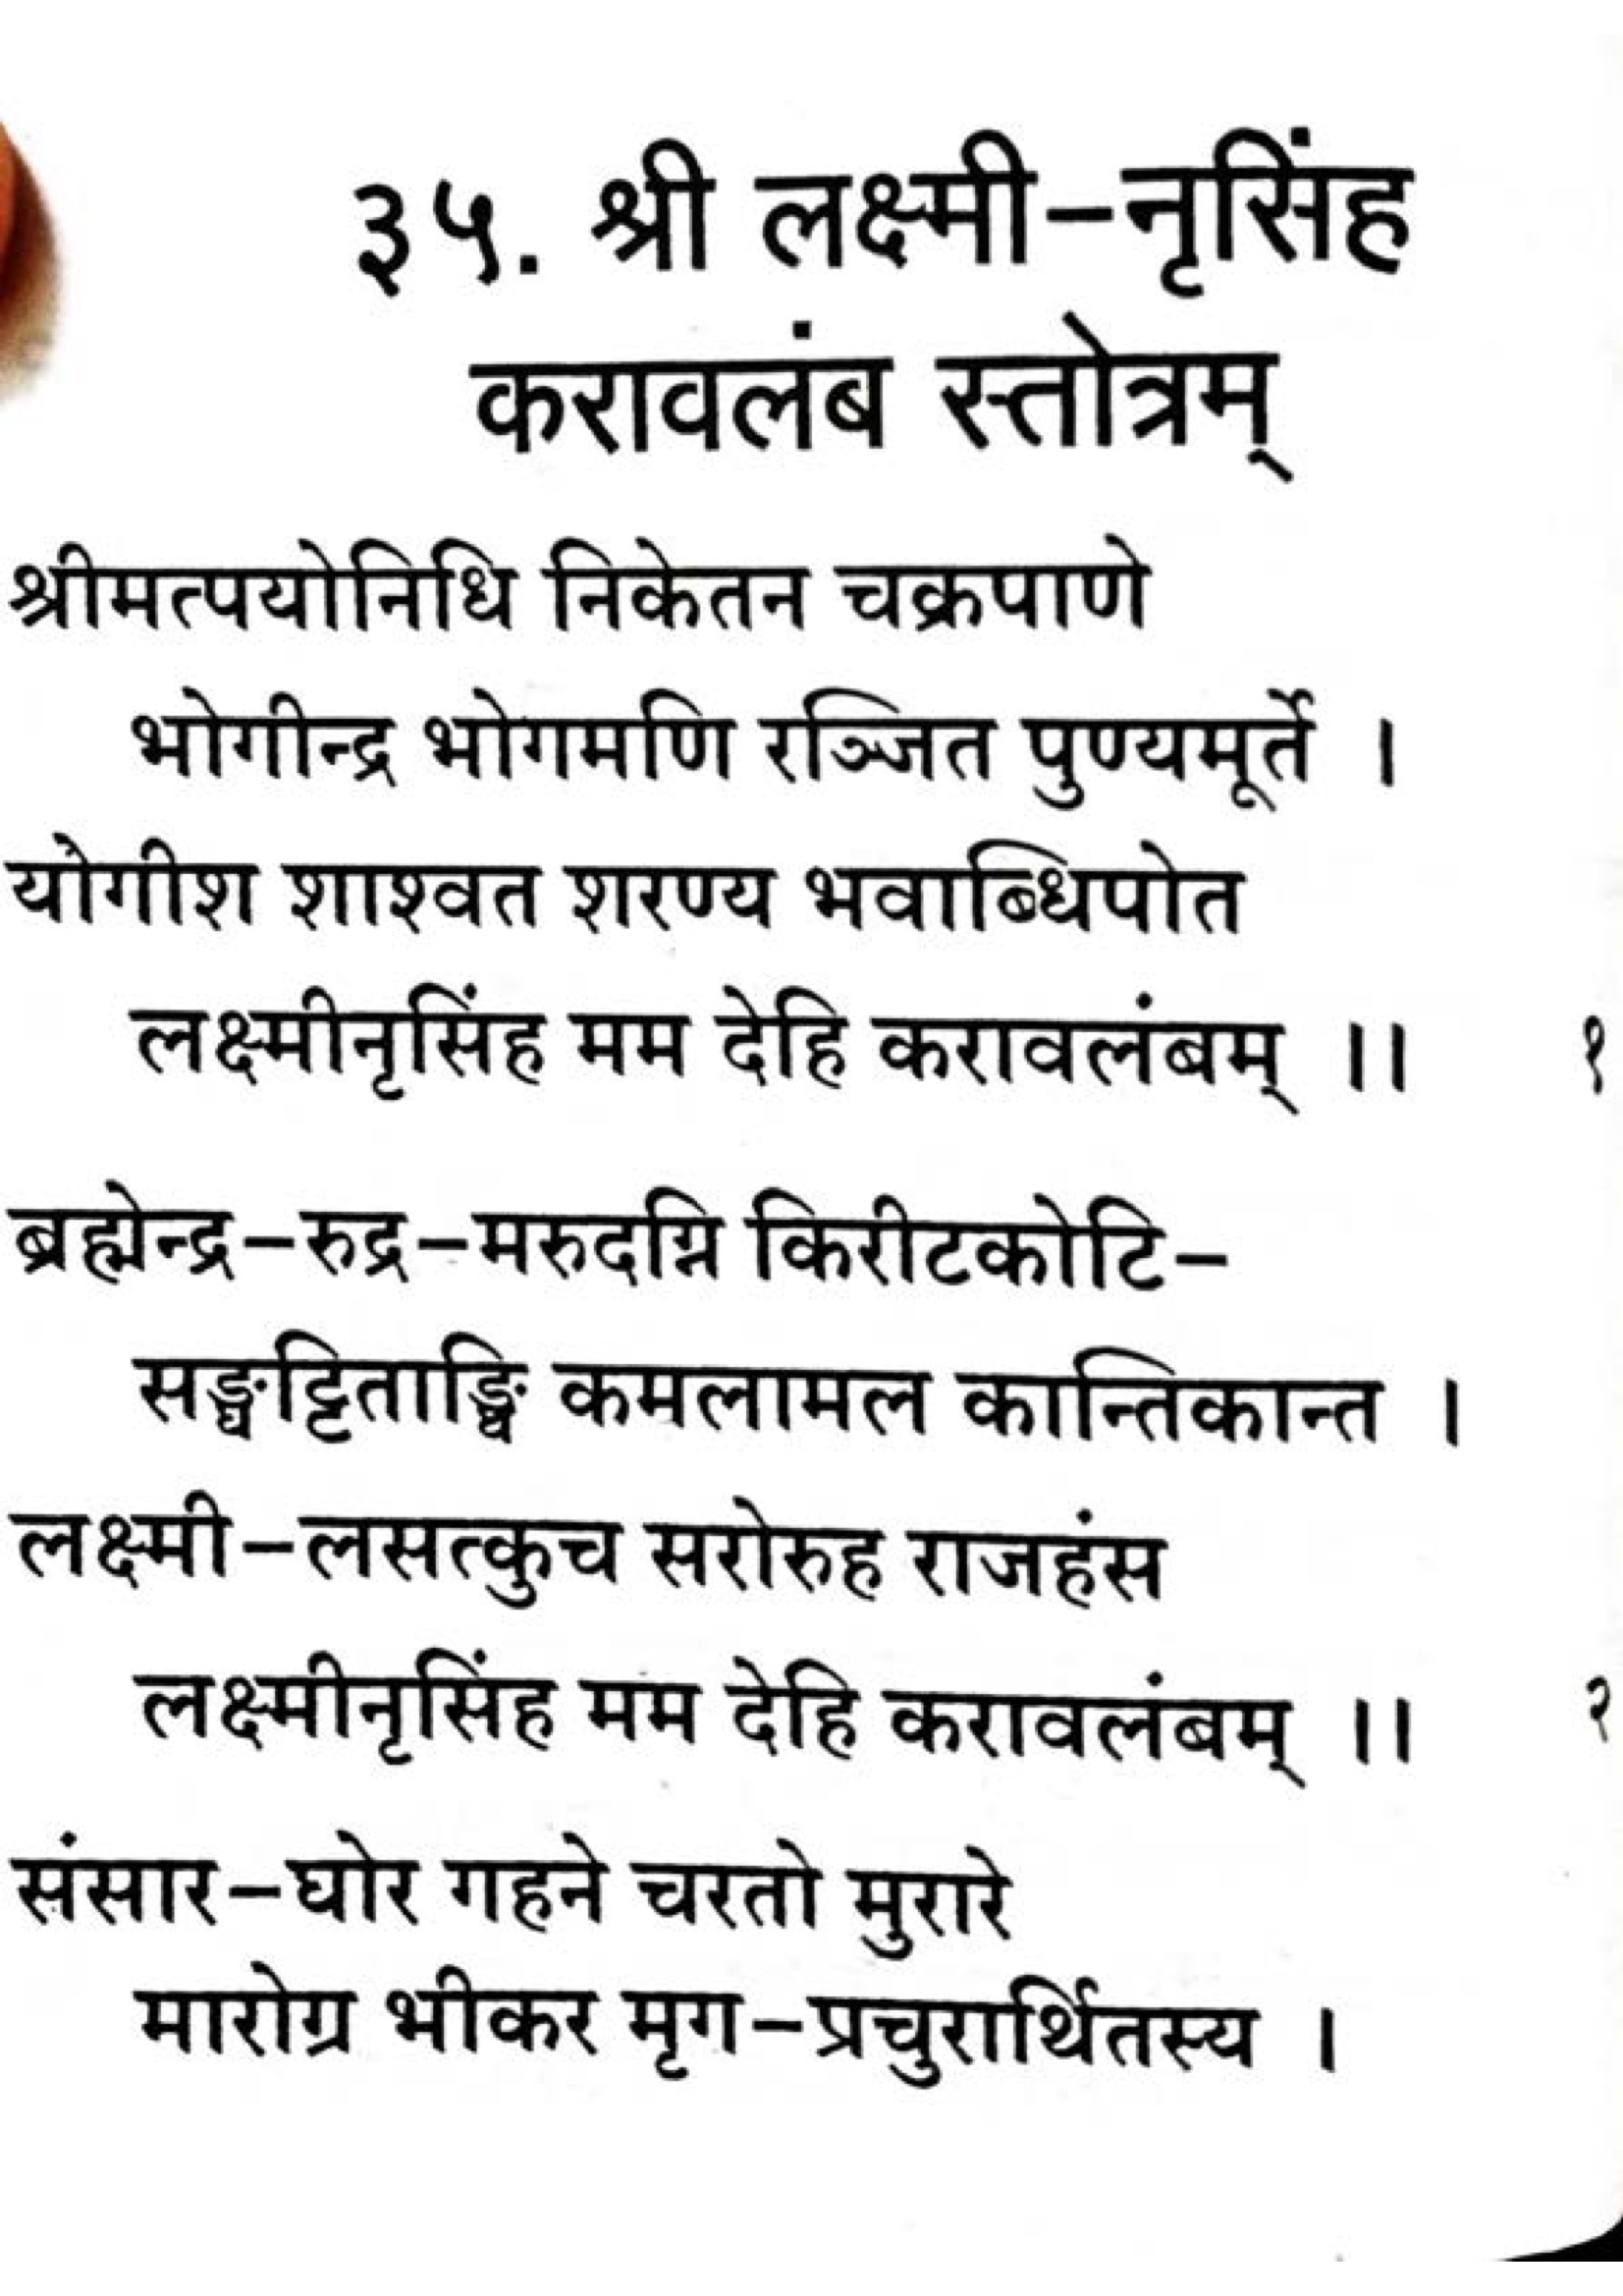 ३५. श्री लक्ष्मी–नृसिंह
करावलंब स्तोत्रम्
श्रीमत्पयोनिधि निकेतन चक्रपाणे
भोगीन्द्र भोगमणि रञ्जित पुण्यमूर्ते ।
योगीश शाश्वत शरण्य भवाब्धिपोत
लक्ष्मीनृसिंह मम देहि करावलंबम् ।। १
ब्रह्मेन्द्र–रुद्र–मरुदग्नि किरीटकोटि–
सङ्घट्टिताङ्घ्रि कमलामल कान्तिकान्त ।
लक्ष्मी–लसत्कुच सरोरुह राजहंस
लक्ष्मीनृसिंह मम देहि करावलंबम् ।। २
संसार–घोर गहने चरतो मुरारे
मारोग्र भीकर मृग–प्रचुरार्थितस्य ।